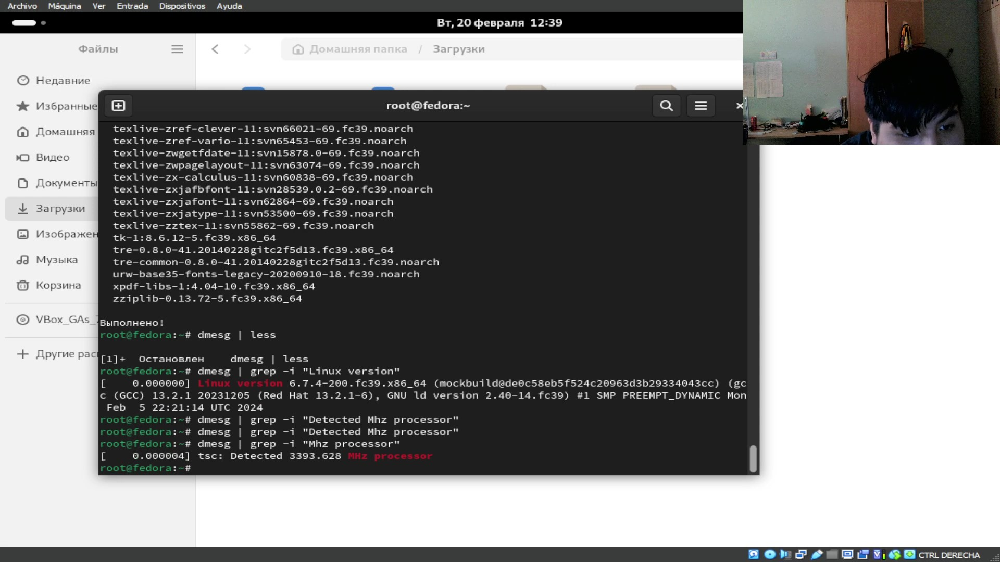 Archivo Máquina Ver Entrada Dispositivos Ayuda
Вт, 20 февраля 12:39
Файлы
Домашняя папка / Загрузки
Недавние
Избранные
Домашняя
Видео
Документы
Загрузки
Изображен
Музыка
Корзина
VBox_GAs_
Другие рас
root@fedora:~
texlive-zref-clever-11:svn66021-69.fc39.noarch
texlive-zref-vario-11:svn65453-69.fc39.noarch
texlive-zwgetfdate-11:svn15878.0-69.fc39.noarch
texlive-zwpagelayout-11:svn63074-69.fc39.noarch
texlive-zx-calculus-11:svn60838-69.fc39.noarch
texlive-zxjafbfont-11:svn28539.0.2-69.fc39.noarch
texlive-zxjafont-11:svn62864-69.fc39.noarch
texlive-zxjatype-11:svn53500-69.fc39.noarch
texlive-zztex-11:svn55862-69.fc39.noarch
tk-1:8.6.12-5.fc39.x86_64
tre-0.8.0-41.20140228gitc2f5d13.fc39.x86_64
tre-common-0.8.0-41.20140228gitc2f5d13.fc39.noarch
urw-base35-fonts-legacy-20200910-18.fc39.noarch
xpdf-libs-1:4.04-10.fc39.x86_64
zziplib-0.13.72-5.fc39.x86_64
Выполнено!
root@fedora:~# dmesg | less
[1]+  Остановлен    dmesg | less
root@fedora:~# dmesg | grep -i "Linux version"
[    0.000000] Linux version 6.7.4-200.fc39.x86_64 (mockbuild@de0c58eb5f524c20963d3b29334043cc) (gc
c (GCC) 13.2.1 20231205 (Red Hat 13.2.1-6), GNU ld version 2.40-14.fc39) #1 SMP PREEMPT_DYNAMIC Mon
Feb  5 22:21:14 UTC 2024
root@fedora:~# dmesg | grep -i "Detected Mhz processor"
root@fedora:~# dmesg | grep -i "Detected Mhz processor"
root@fedora:~# dmesg | grep -i "Mhz processor"
[    0.000004] tsc: Detected 3393.628 MHz processor
root@fedora:~#
CTRL DERECHA